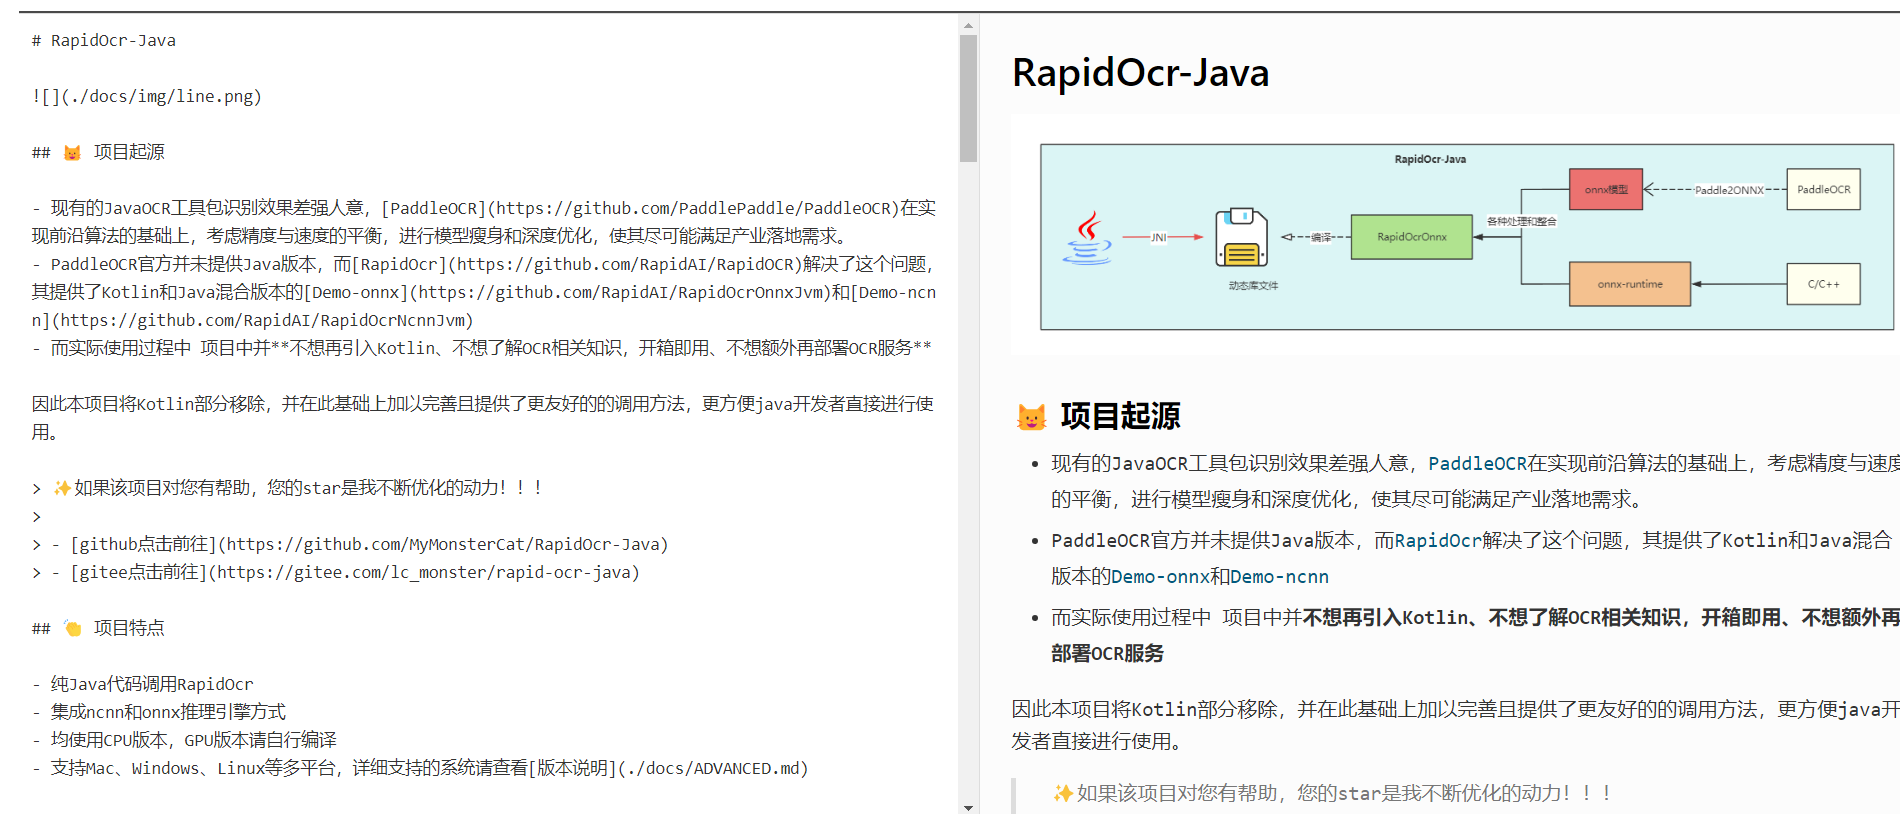 # RapidOcr-Java
![](./docs/img/line.png)
## 😺 项目起源
- 现有的JavaOCR工具包识别效果差强人意，[PaddleOCR](https://github.com/PaddlePaddle/PaddleOCR)在实
现前沿算法的基础上，考虑精度与速度的平衡，进行模型瘦身和深度优化，使其尽可能满足产业落地需求。
- PaddleOCR官方并未提供Java版本，而[RapidOcr](https://github.com/RapidAI/RapidOCR)解决了这个问题，
其提供了Kotlin和Java混合版本的[Demo-onnx](https://github.com/RapidAI/RapidOcrOnnxJvm)和[Demo-ncn
n](https://github.com/RapidAI/RapidOcrNcnnJvm)
- 而实际使用过程中 项目中并**不想再引入Kotlin、不想了解OCR相关知识，开箱即用、不想额外再部署OCR服务**
因此本项目将Kotlin部分移除，并在此基础上加以完善且提供了更友好的的调用方法，更方便java开发者直接进行使
用。
> ✨如果该项目对您有帮助，您的star是我不断优化的动力！！！
>
> - [github点击前往](https://github.com/MyMonsterCat/RapidOcr-Java)
> - [gitee点击前往](https://gitee.com/lc_monster/rapid-ocr-java)
## 👏 项目特点
- 纯Java代码调用RapidOcr
- 集成ncnn和onnx推理引擎方式
- 均使用CPU版本，GPU版本请自行编译
- 支持Mac、Windows、Linux等多平台，详细支持的系统请查看[版本说明](./docs/ADVANCED.md)
RapidOcr-Java
RapidOcr-Java
onnx模型
Paddle2ONNX
PaddleOCR
各种处理和整合
JNI
编译
RapidOcrOnnx
动态库文件
onnx-runtime
C/C++
😺 项目起源
• 现有的JavaOCR工具包识别效果差强人意，PaddleOCR在实现前沿算法的基础上，考虑精度与速度
的平衡，进行模型瘦身和深度优化，使其尽可能满足产业落地需求。
• PaddleOCR官方并未提供Java版本，而RapidOcr解决了这个问题，其提供了Kotlin和Java混合
版本的Demo-onnx和Demo-ncnn
• 而实际使用过程中 项目中并不想再引入Kotlin、不想了解OCR相关知识，开箱即用、不想额外再
部署OCR服务
因此本项目将Kotlin部分移除，并在此基础上加以完善且提供了更友好的的调用方法，更方便java开
发者直接进行使用。
✨如果该项目对您有帮助，您的star是我不断优化的动力！！！